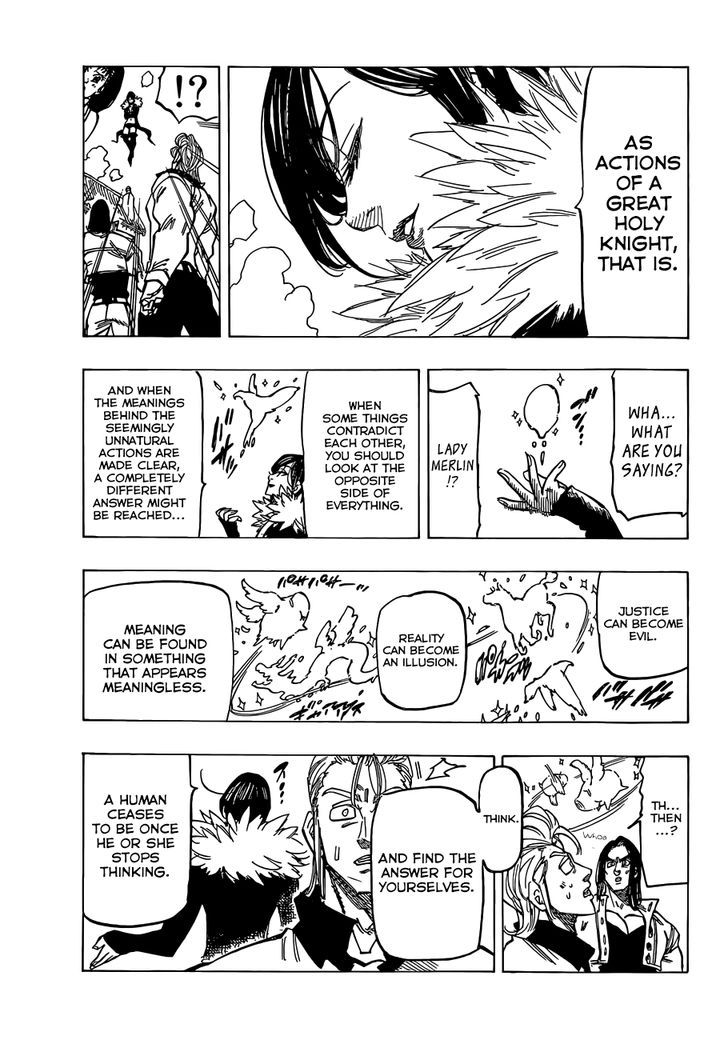 AS
ACTIONS
OF A
GREAT
HOLY
KNIGHT,
THAT IS.
!?
WHA...
WHAT
ARE YOU
SAYING?
LADY
MERLIN
!?
WHEN
SOME THINGS
CONTRADICT
EACH OTHER,
YOU SHOULD
LOOK AT THE
OPPOSITE
SIDE OF
EVERYTHING.
AND WHEN
THE MEANINGS
BEHIND THE
SEEMINGLY
UNNATURAL
ACTIONS ARE
MADE CLEAR,
A COMPLETELY
DIFFERENT
ANSWER MIGHT
BE REACHED...
JUSTICE
CAN BECOME
EVIL.
REALITY
CAN BECOME
AN ILLUSION.
MEANING
CAN BE FOUND
IN SOMETHING
THAT APPEARS
MEANINGLESS.
TH...
THEN
...?
Whoa
THINK.
AND FIND THE
ANSWER FOR
YOURSELVES.
A HUMAN
CEASES
TO BE ONCE
HE OR SHE
STOPS
THINKING.